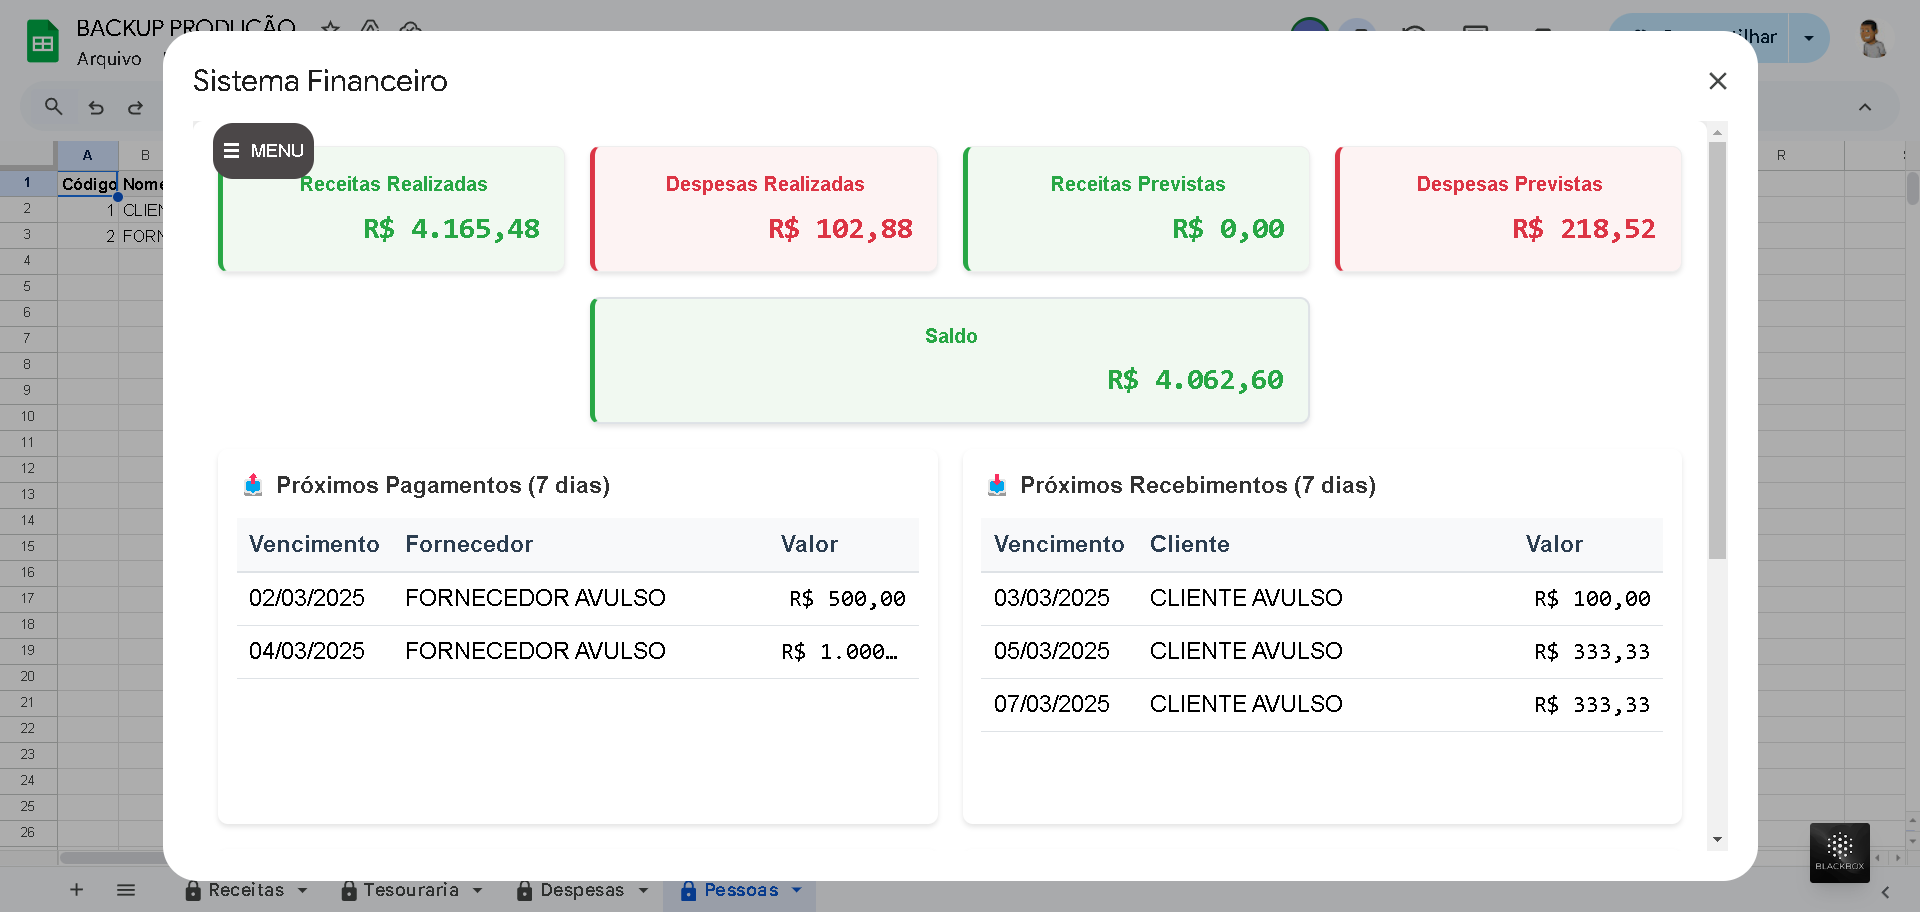 BACKUP PRODUÇÃO
Arquivo
ilhar
Sistema Financeiro
MENU
Receitas Realizadas
R$ 4.165,48
Despesas Realizadas
R$ 102,88
Receitas Previstas
R$ 0,00
Despesas Previstas
R$ 218,52
Saldo
R$ 4.062,60
Próximos Pagamentos (7 dias)
Vencimento Fornecedor Valor
02/03/2025 FORNECEDOR AVULSO R$ 500,00
04/03/2025 FORNECEDOR AVULSO R$ 1.000…
Próximos Recebimentos (7 dias)
Vencimento Cliente Valor
03/03/2025 CLIENTE AVULSO R$ 100,00
05/03/2025 CLIENTE AVULSO R$ 333,33
07/03/2025 CLIENTE AVULSO R$ 333,33
A B R
1 Código Nome
2 1 CLIEN
3 2 FORN
4
5
6
7
8
9
10
11
12
13
14
15
16
17
18
19
20
21
22
23
24
25
26
BLACKBOX
Receitas Tesouraria Despesas Pessoas